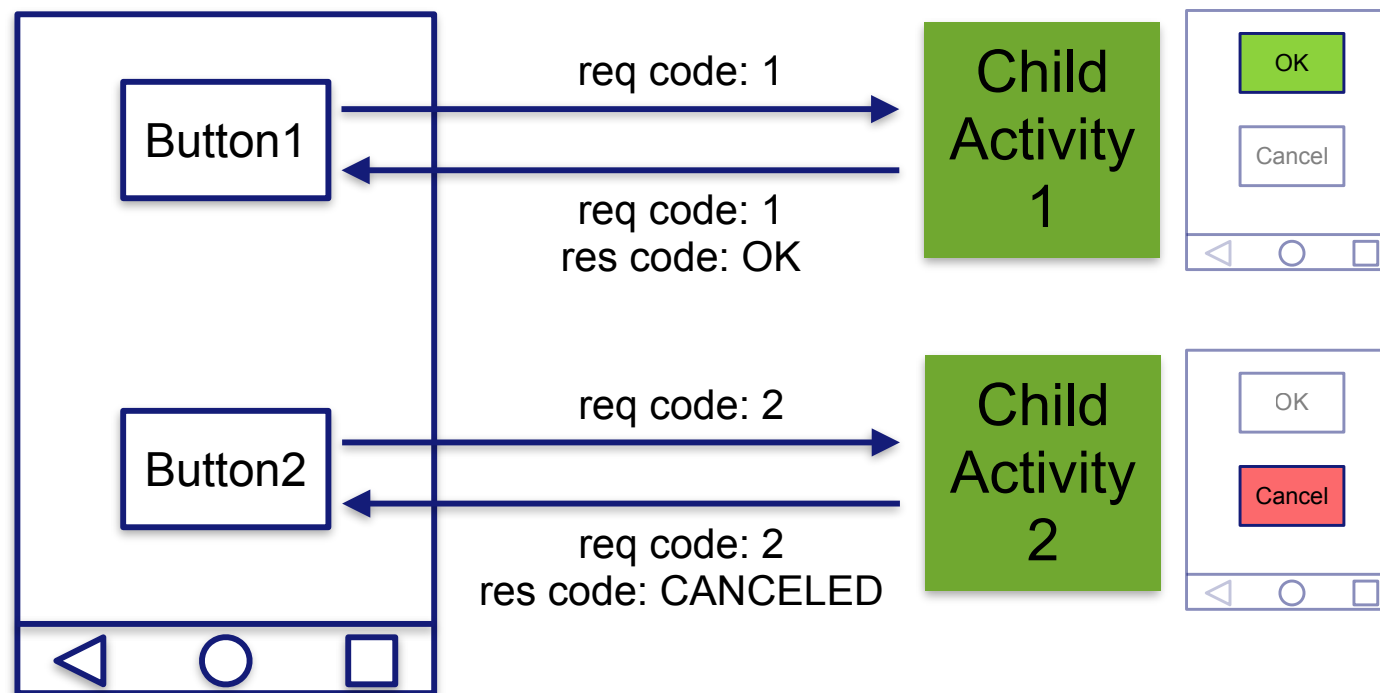 Button1
req code: 1
req code: 1
res code: OK
Child
Activity
1
OK
Cancel
Button2
req code: 2
req code: 2
res code: CANCELED
Child
Activity
2
OK
Cancel